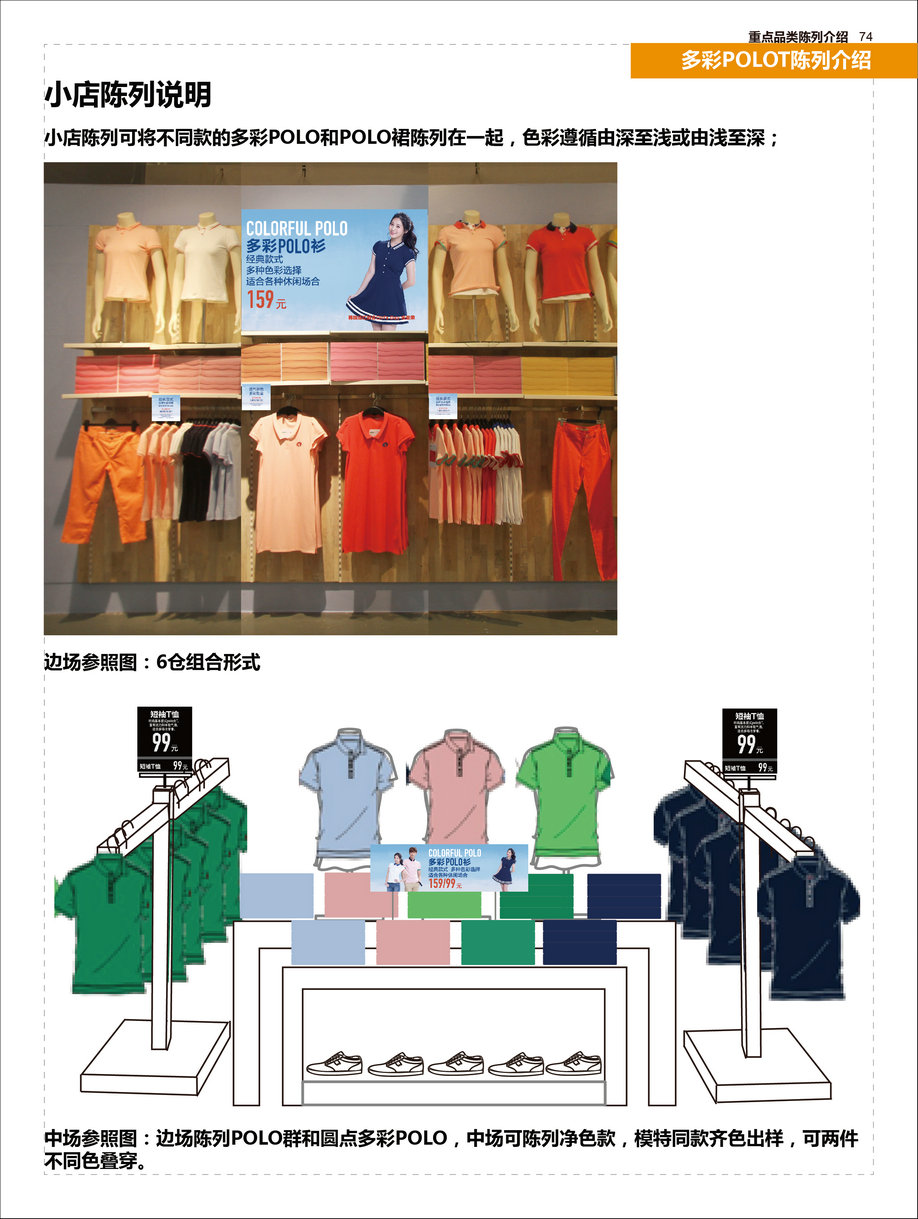 重点品类陈列介绍 74
多彩POLOT陈列介绍
小店陈列说明
小店陈列可将不同款的多彩POLO和POLO裙陈列在一起，色彩遵循由深至浅或由浅至深；
COLORFUL POLO
多彩POLO衫
经典款式
多种色彩选择
适合各种休闲场合
159元
边场参照图：6仓组合形式
短袖T恤
99元
短袖T恤 99元
短袖T恤
99元
短袖T恤 99元
COLORFUL POLO
多彩POLO衫
经典款式 多种色彩选择
适合各种休闲场合
159/99元
中场参照图：边场陈列POLO群和圆点多彩POLO，中场可陈列净色款，模特同款齐色出样，可两件
不同色叠穿。